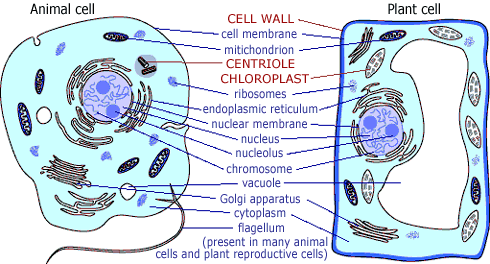 Animal cell
Plant cell
CELL WALL
cell membrane
mitichondrion
CENTRIOLE
CHLOROPLAST
ribosomes
endoplasmic reticulum
nuclear membrane
nucleus
nucleolus
chromosome
vacuole
Golgi apparatus
cytoplasm
flagellum
(present in many animal
cells and plant reproductive cells)